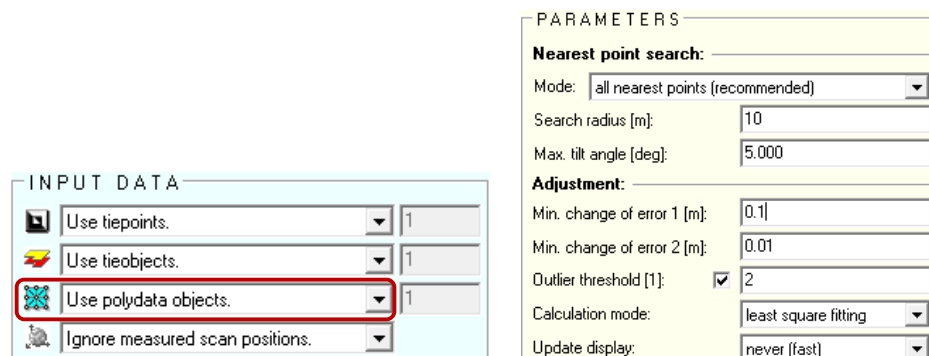 INPUT DATA
Use tiepoints. 1
Use tieobjects. 1
Use polydata objects. 1
Ignore measured scan positions.
PARAMETERS
Nearest point search:
Mode: all nearest points (recommended)
Search radius [m]: 10
Max. tilt angle [deg]: 5.000
Adjustment:
Min. change of error 1 [m]: 0.1
Min. change of error 2 [m]: 0.01
Outlier threshold [1]: 2
Calculation mode: least square fitting
Update display: never (fast)